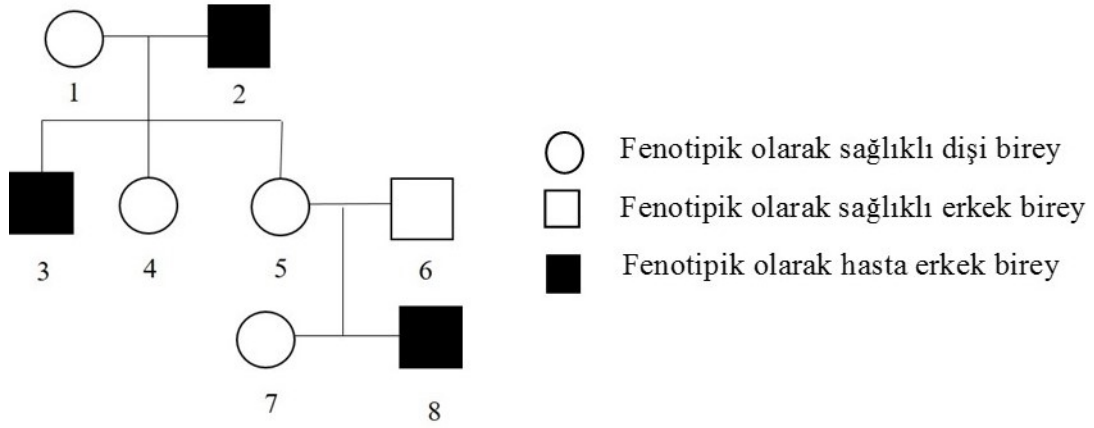 1
2
3
4
5
6
7
8
Fenotipik olarak sağlıklı dişi birey
Fenotipik olarak sağlıklı erkek birey
Fenotipik olarak hasta erkek birey